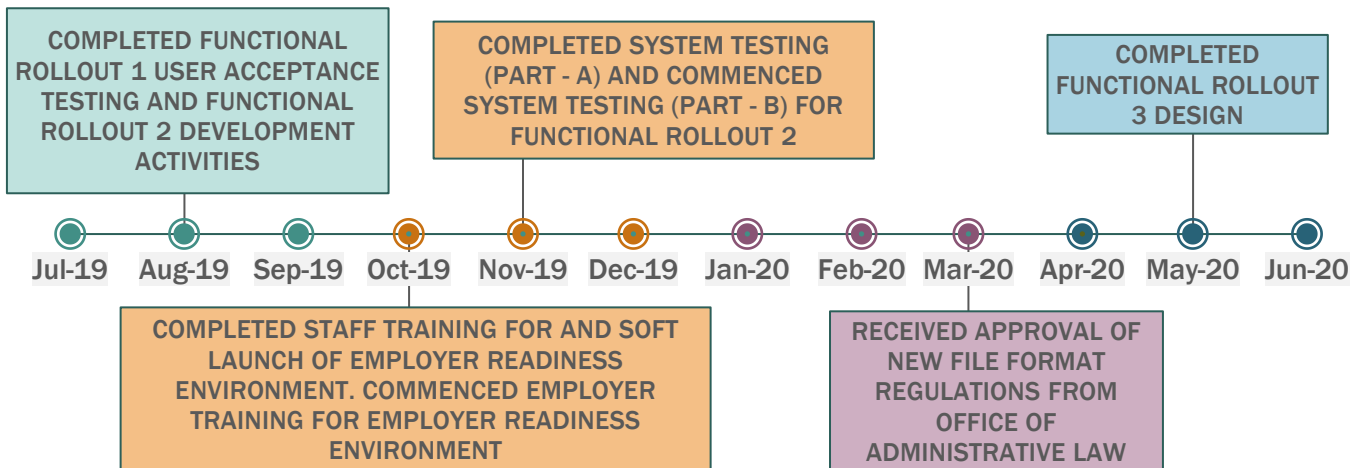 COMPLETED FUNCTIONAL
ROLLOUT 1 USER ACCEPTANCE
TESTING AND FUNCTIONAL
ROLLOUT 2 DEVELOPMENT
ACTIVITIES
COMPLETED SYSTEM TESTING
(PART - A) AND COMMENCED
SYSTEM TESTING (PART - B) FOR
FUNCTIONAL ROLLOUT 2
COMPLETED
FUNCTIONAL ROLLOUT
3 DESIGN
Jul-19 Aug-19 Sep-19 Oct-19 Nov-19 Dec-19 Jan-20 Feb-20 Mar-20 Apr-20 May-20 Jun-20
COMPLETED STAFF TRAINING FOR AND SOFT
LAUNCH OF EMPLOYER READINESS
ENVIRONMENT. COMMENCED EMPLOYER
TRAINING FOR EMPLOYER READINESS
ENVIRONMENT
RECEIVED APPROVAL OF
NEW FILE FORMAT
REGULATIONS FROM
OFFICE OF
ADMINISTRATIVE LAW